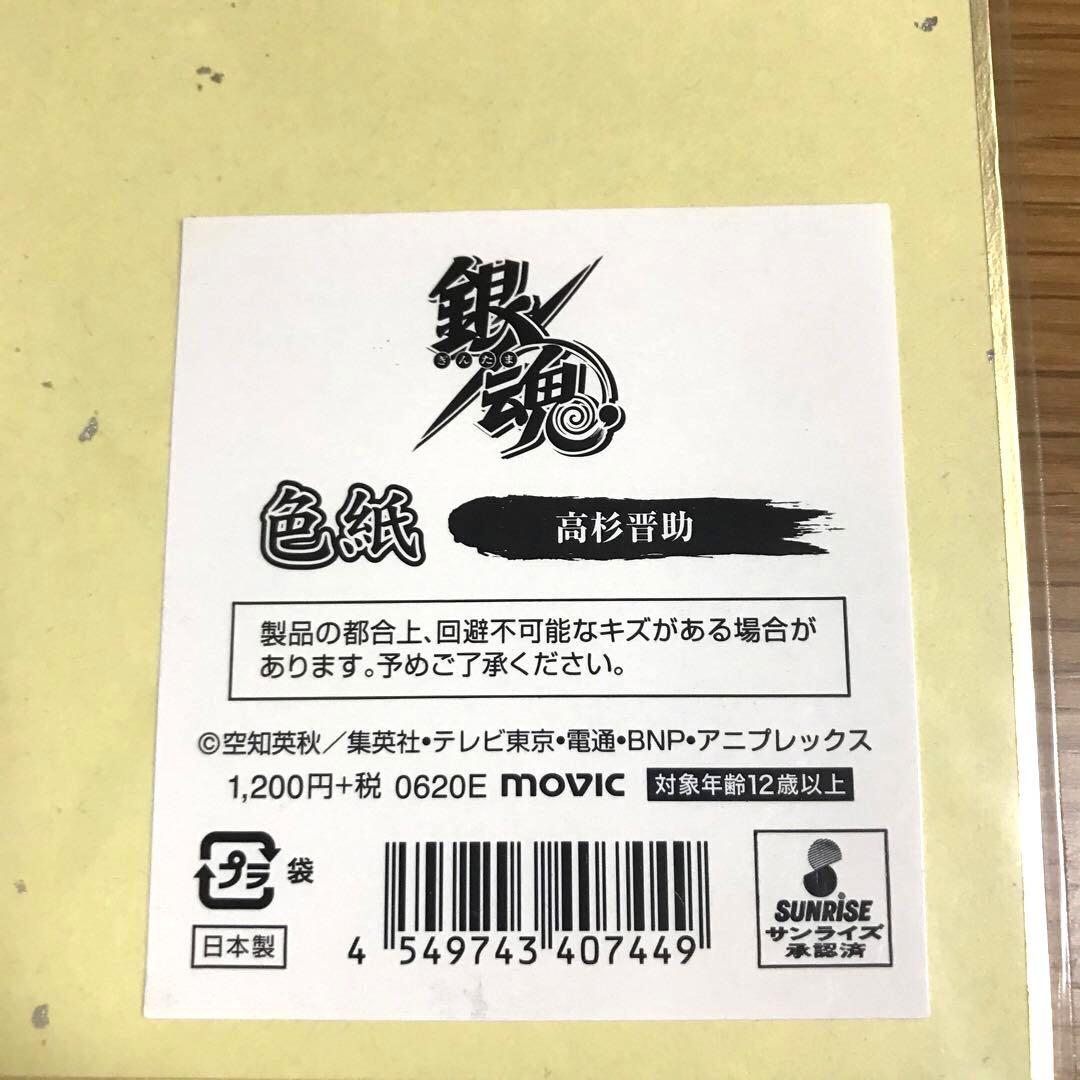 銀魂
ぎんたま
色紙 高杉晋助
製品の都合上、回避不可能なキズがある場合が
あります。予めご了承ください。
©空知英秋／集英社・テレビ東京・電通・BNP・アニプレックス
1,200円+税 0620E movic 対象年齢12歳以上
プラ 袋
日本製
4 549743 407449
SUNRISE
サンライズ
承認済